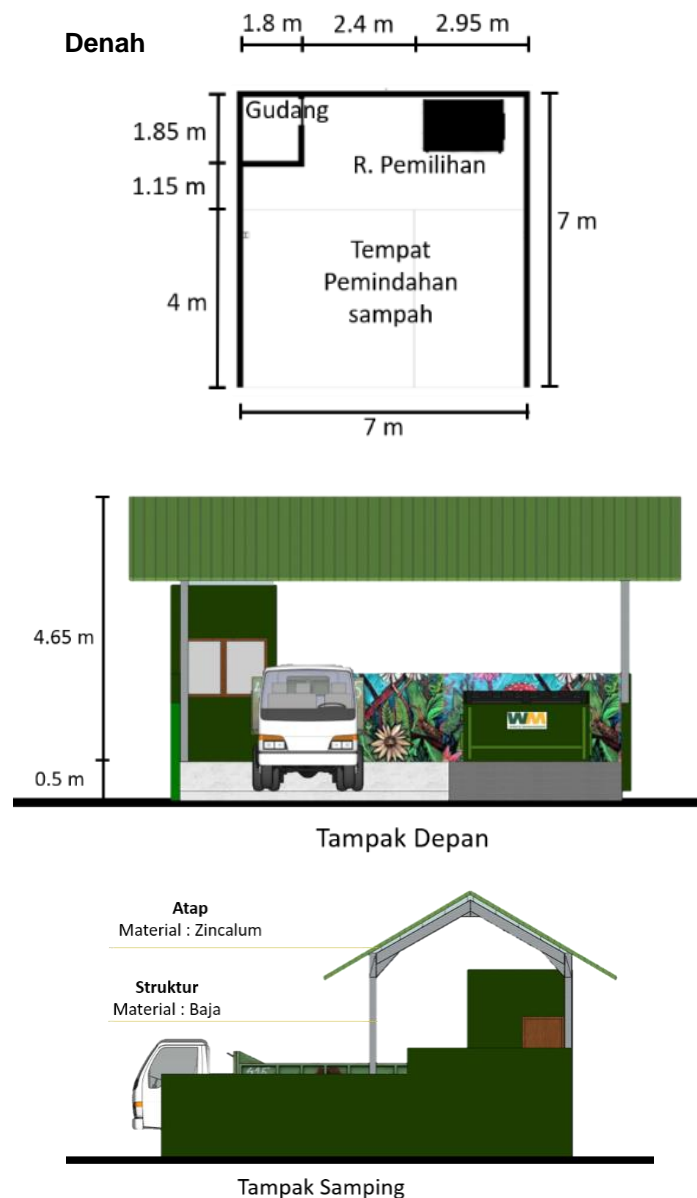 Denah
1.8 m
2.4 m
2.95 m
Gudang
1.85 m
R. Pemilihan
1.15 m
7 m
Tempat
Pemindahan
sampah
4 m
7 m
4.65 m
WM
0.5 m
Tampak Depan
Atap
Material : Zincalum
Struktur
Material : Baja
Tampak Samping